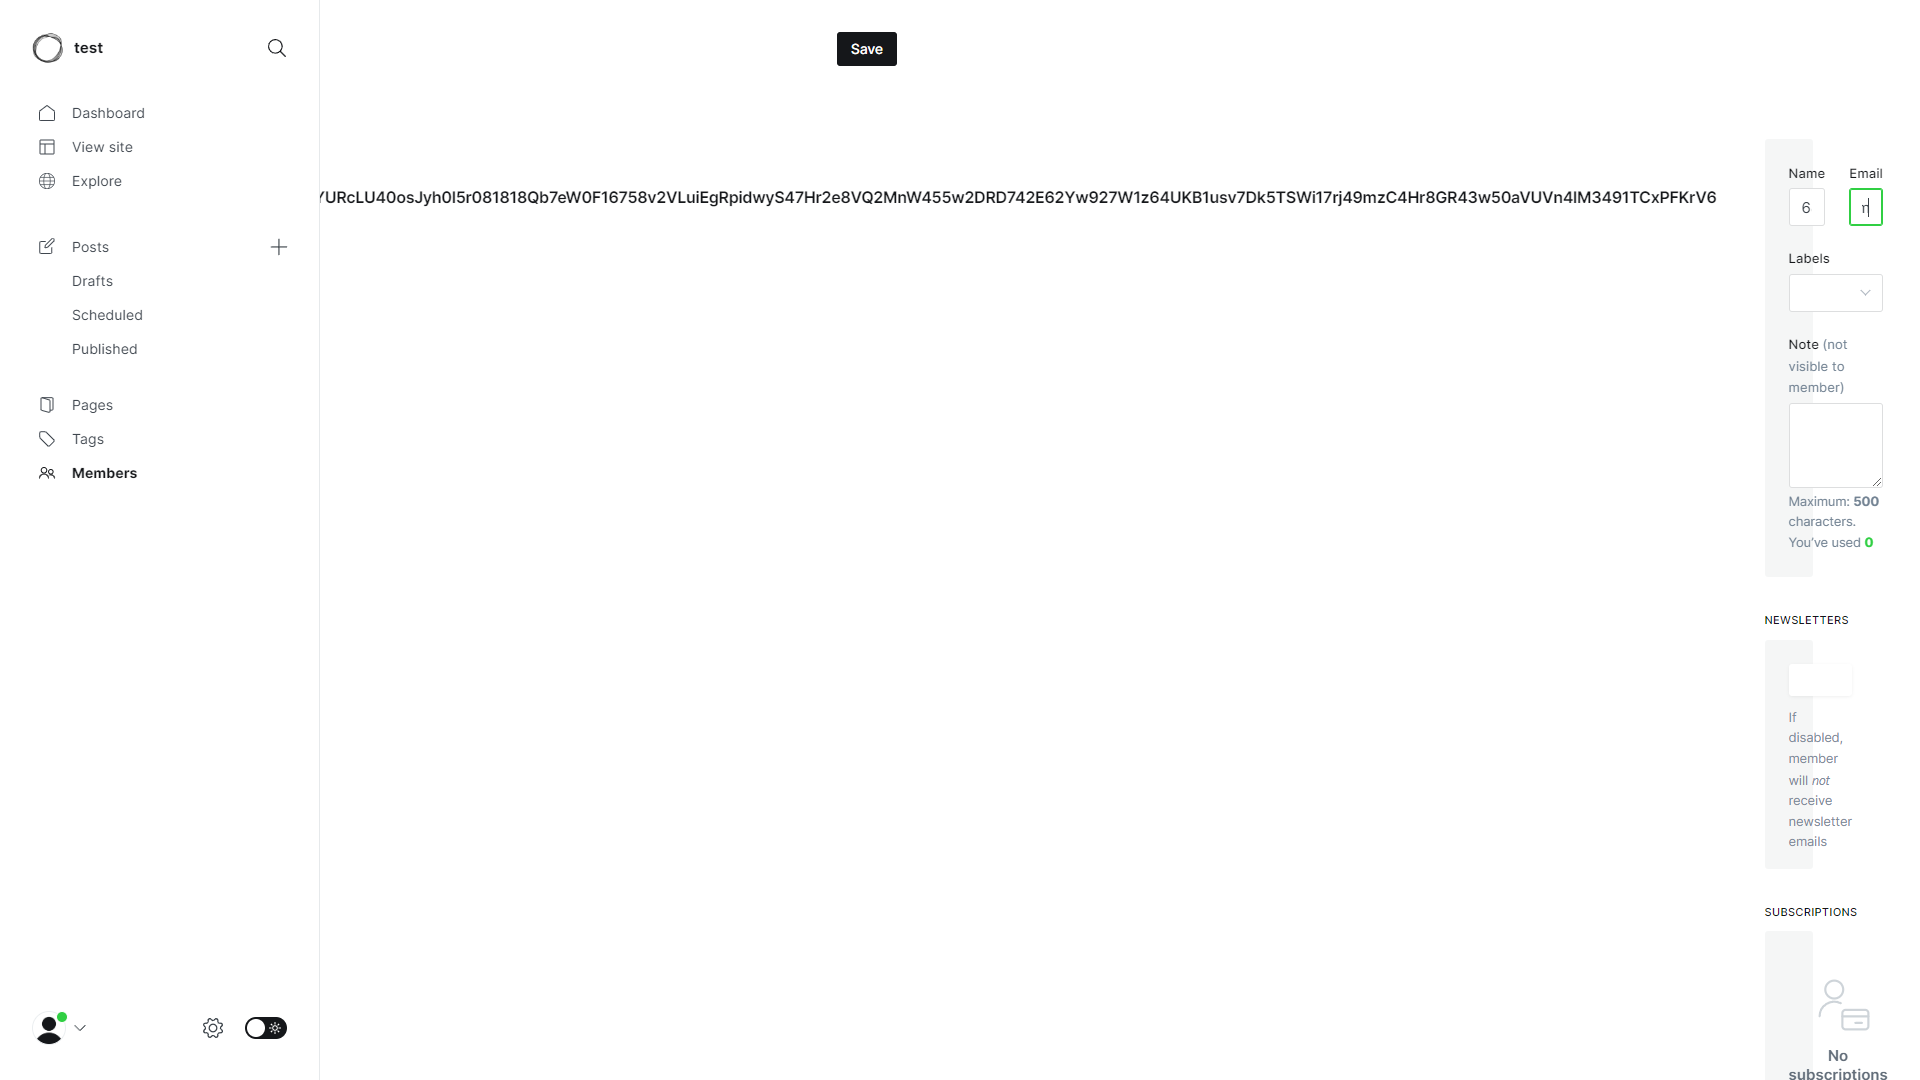 test
Save
Dashboard
View site
Explore
YURcLU40osJyh0I5r081818Qb7eW0F16758v2VLuiEgRpidwyS47Hr2e8VQ2MnW455w2DRD742E62Yw927W1z64UKB1usv7Dk5TSWi17rj49mzC4Hr8GR43w50aVUVn4lM3491TCxPFKrV6
Name
Email
6
r
Posts
Drafts
Scheduled
Published
Labels
Note (not
visible to
member)
Maximum: 500
characters.
You've used 0
Pages
Tags
Members
NEWSLETTERS
If
disabled,
member
will not
receive
newsletter
emails
SUBSCRIPTIONS
No
subscriptions